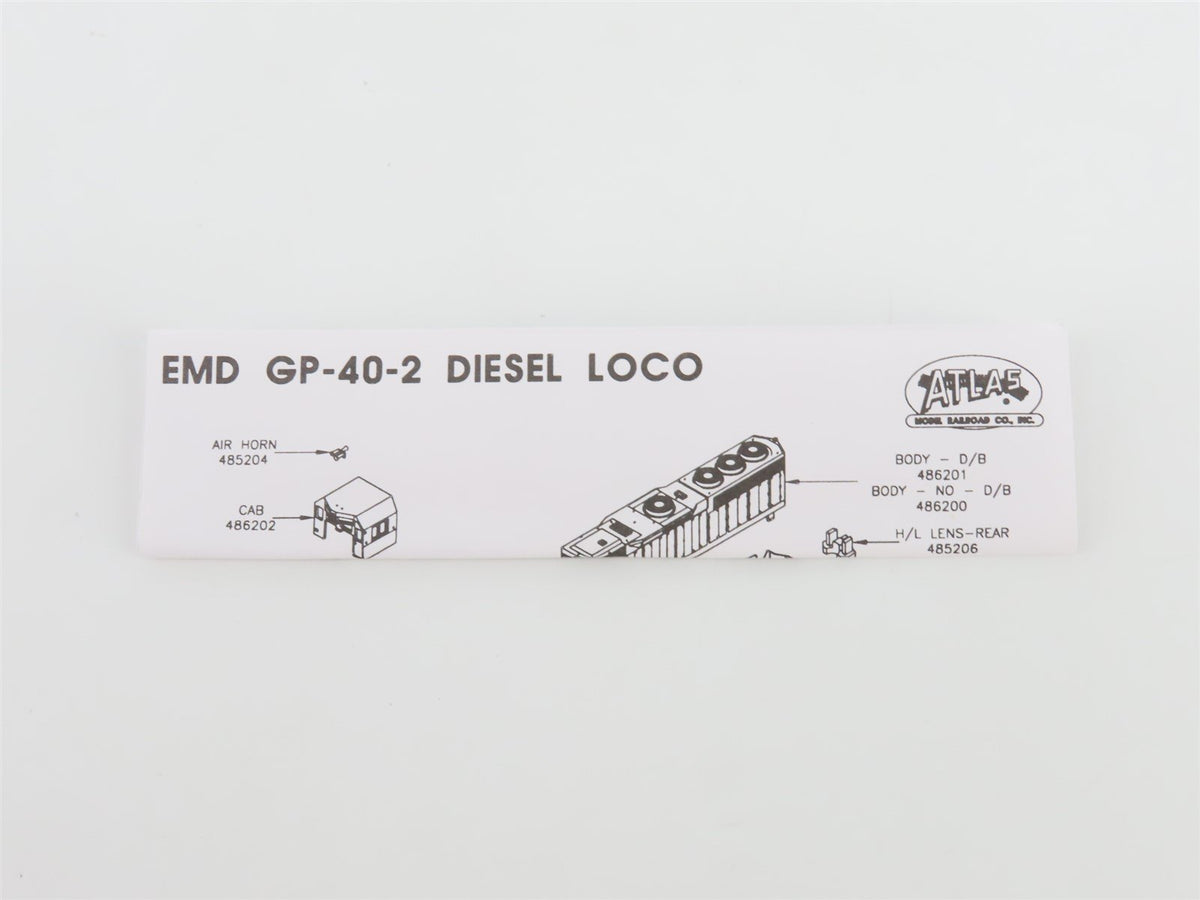 EMD GP-40-2 DIESEL LOCO
ATLAS
MODEL RAILROAD CO., INC.
AIR HORN
485204
CAB
486202
BODY - D/B
486201
BODY - NO - D/B
486200
H/L LENS-REAR
485206